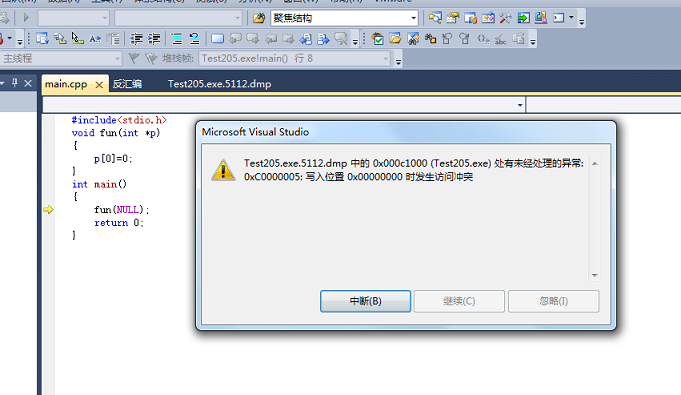 聚焦结构
主线程
堆栈帧: Test205.exe!main() 行 8
main.cpp
反汇编
Test205.exe.5112.dmp
#include<stdio.h>
void fun(int *p)
{
p[0]=0;
}
int main()
{
fun(NULL);
return 0;
}
Microsoft Visual Studio
Test205.exe.5112.dmp 中的 0x000c1000 (Test205.exe) 处有未经处理的异常:
0xC0000005: 写入位置 0x00000000 时发生访问冲突
中断(B)
继续(C)
忽略(I)